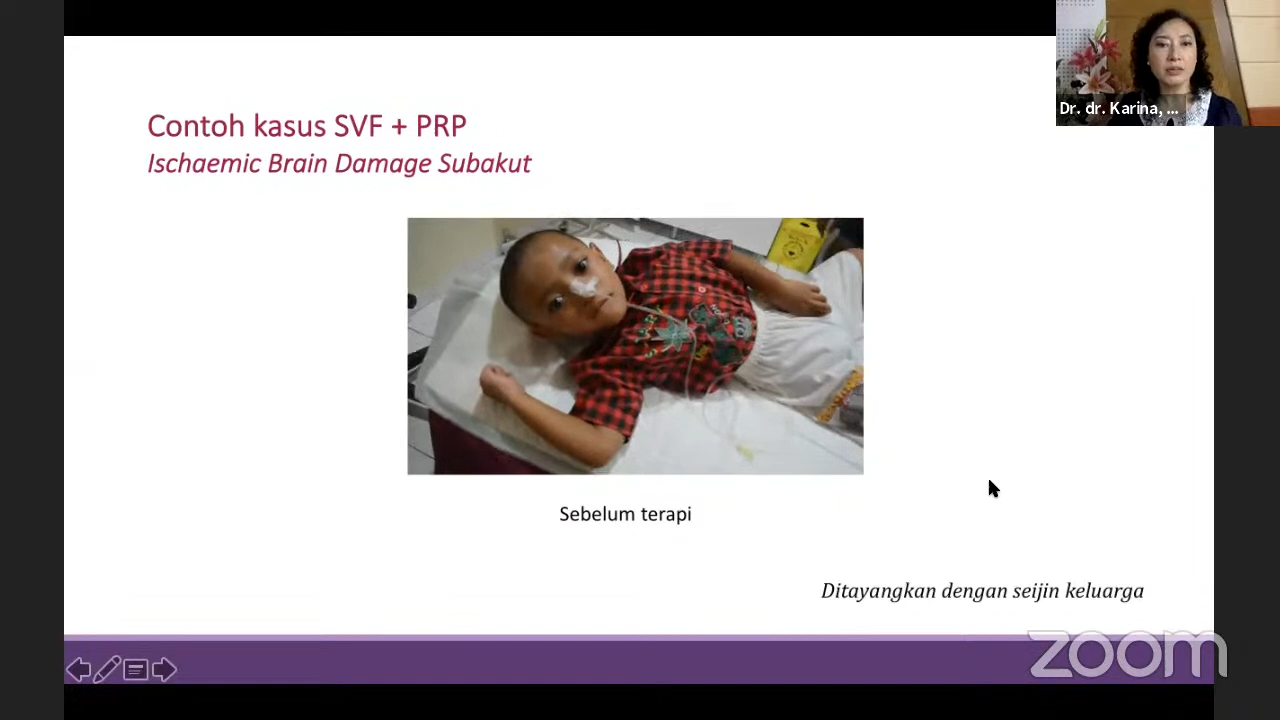 Dr. dr. Karina, ...
Contoh kasus SVF + PRP
Ischaemic Brain Damage Subakut
Sebelum terapi
Ditayangkan dengan seijin keluarga
zoom